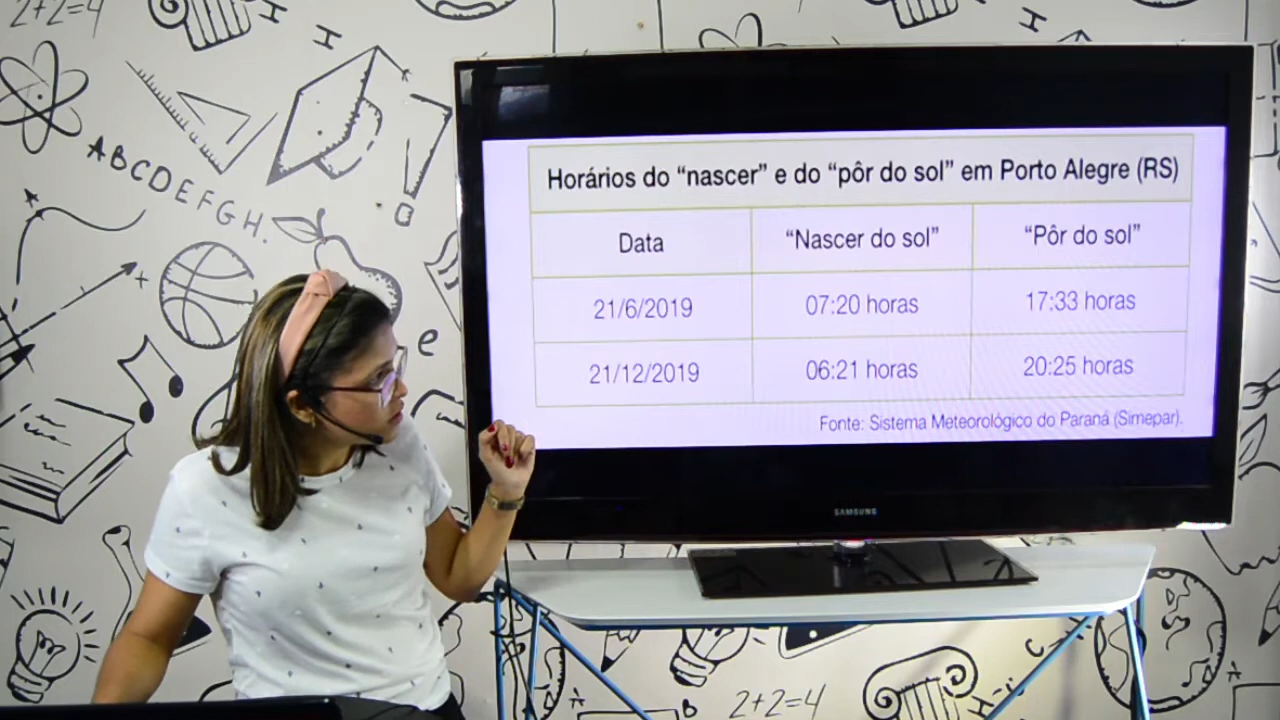 2+2=4
H
H
H
ABCDEFGH.
e
Horários do “nascer” e do “pôr do sol” em Porto Alegre (RS)
Data “Nascer do sol” “Pôr do sol”
21/6/2019 07:20 horas 17:33 horas
21/12/2019 06:21 horas 20:25 horas
Fonte: Sistema Meteorológico do Paraná (Simepar).
SAMSUNG
C
B
2+2=4
H